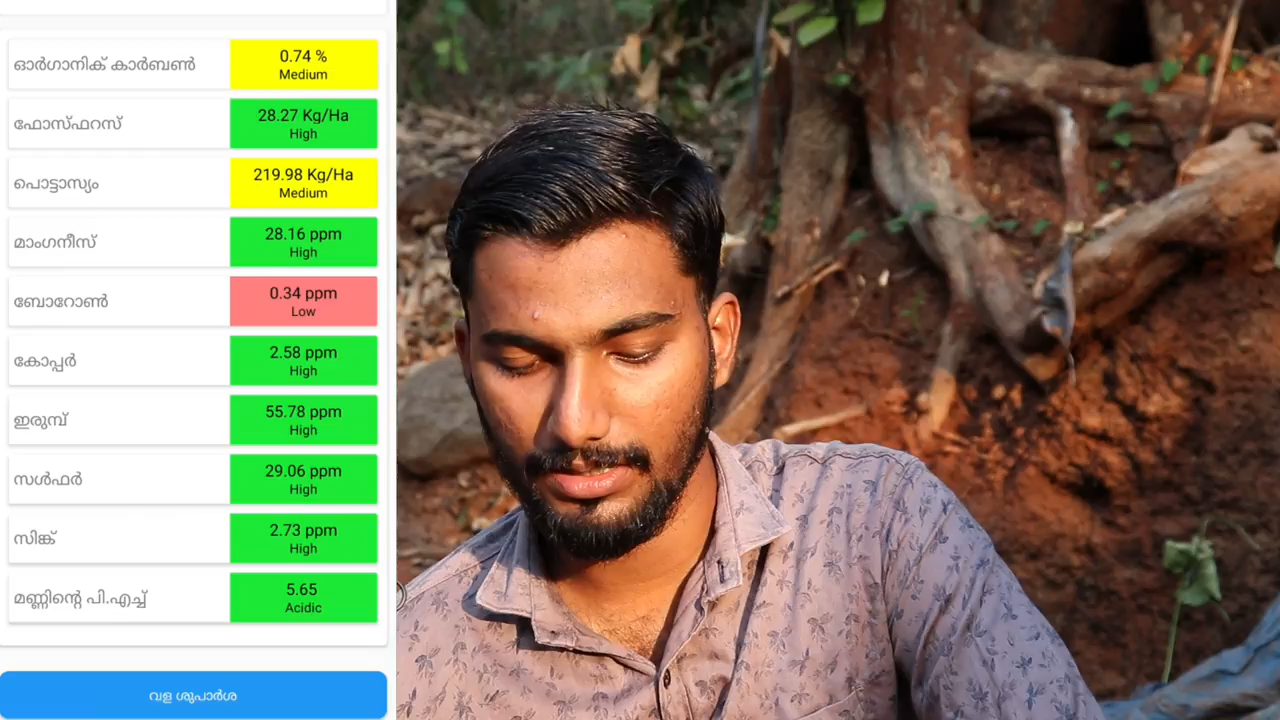 ഓർഗാനിക് കാർബൺ
0.74 %
Medium
ഫോസ്ഫറസ്
28.27 Kg/Ha
High
പൊട്ടാസ്യം
219.98 Kg/Ha
Medium
മാംഗനീസ്
28.16 ppm
High
ബോറോൺ
0.34 ppm
Low
കോപ്പർ
2.58 ppm
High
ഇരുമ്പ്
55.78 ppm
High
സൾഫർ
29.06 ppm
High
സിങ്ക്
2.73 ppm
High
മണ്ണിന്റെ പി.എച്ച്
5.65
Acidic
വള ശുപാർശ